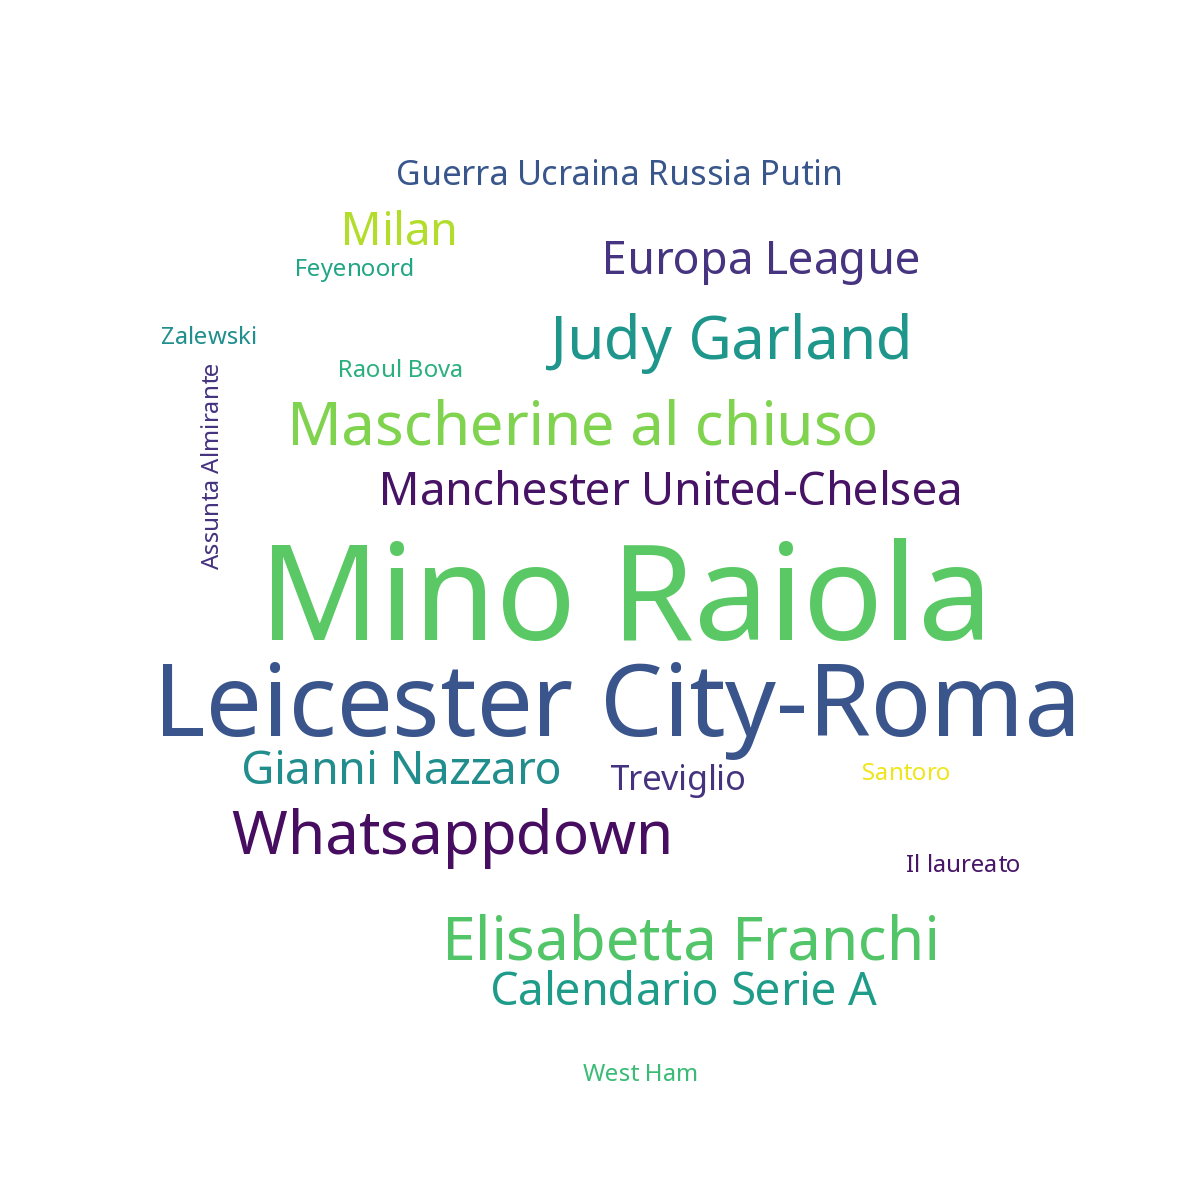 Guerra Ucraina Russia Putin
Milan
Europa League
Feyenoord
Judy Garland
Zalewski
Raoul Bova
Assunta Almirante
Mascherine al chiuso
Manchester United-Chelsea
Mino Raiola
Leicester City-Roma
Gianni Nazzaro
Treviglio
Santoro
Whatsappdown
Il laureato
Elisabetta Franchi
Calendario Serie A
West Ham